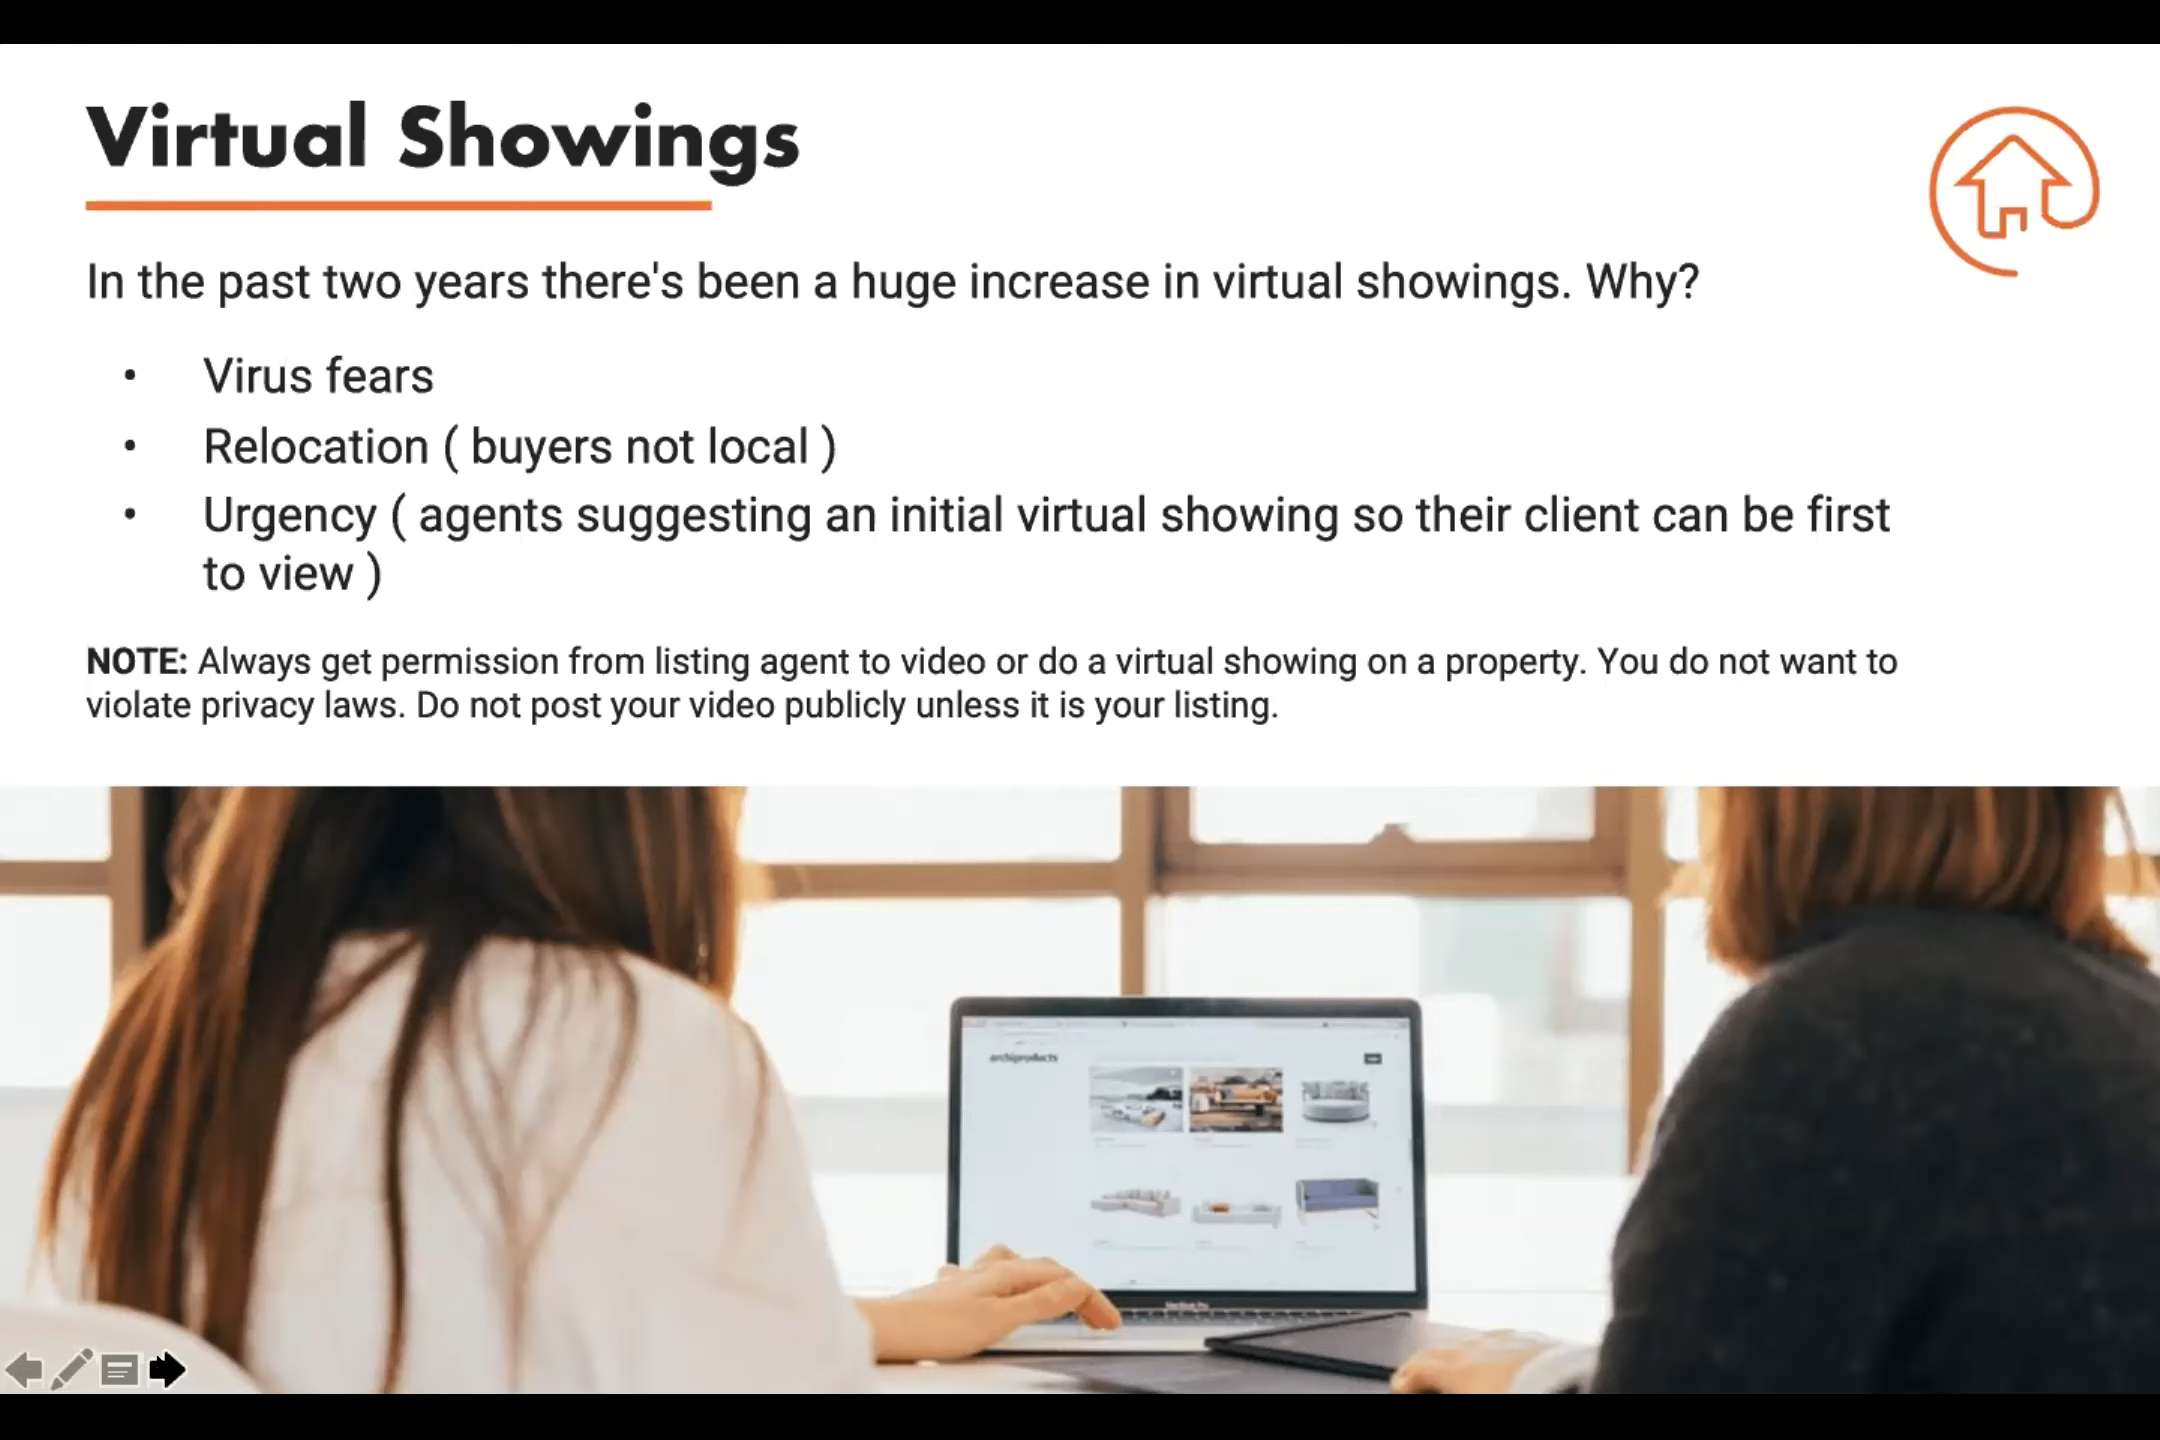 Virtual Showings
In the past two years there's been a huge increase in virtual showings. Why?
• Virus fears
• Relocation ( buyers not local )
• Urgency ( agents suggesting an initial virtual showing so their client can be first
to view )
NOTE: Always get permission from listing agent to video or do a virtual showing on a property. You do not want to
violate privacy laws. Do not post your video publicly unless it is your listing.
archiproducts
MacBook Pro